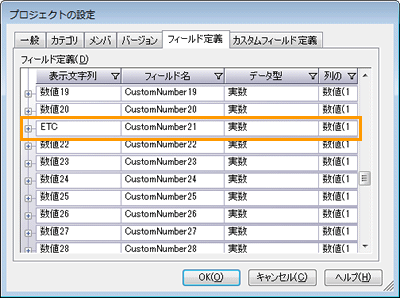 プロジェクトの設定
一般 カテゴリ メンバ バージョン フィールド定義 カスタムフィールド定義
フィールド定義(D)
表示文字列 フィールド名 データ型 列の
数値19 CustomNumber19 実数 数値(1
数値20 CustomNumber20 実数 数値(1
ETC CustomNumber21 実数 数値(1
数値22 CustomNumber22 実数 数値(1
数値23 CustomNumber23 実数 数値(1
数値24 CustomNumber24 実数 数値(1
数値25 CustomNumber25 実数 数値(1
数値26 CustomNumber26 実数 数値(1
数値27 CustomNumber27 実数 数値(1
数値28 CustomNumber28 実数 数値(1
OK(O) キャンセル(C) ヘルプ(H)